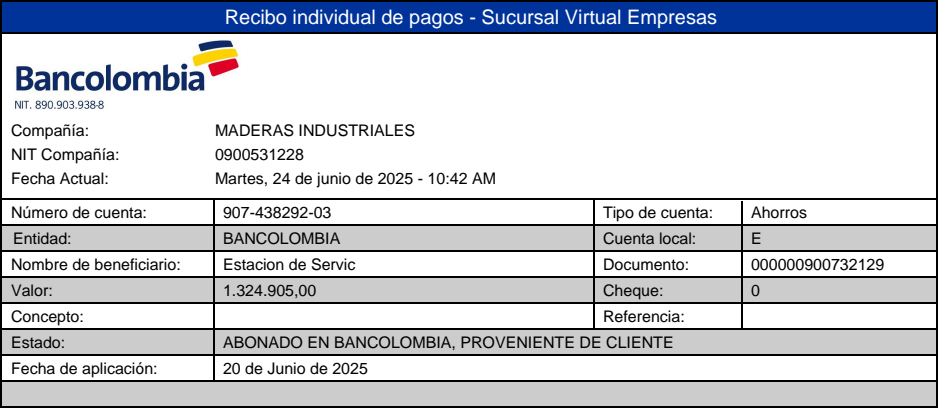 Recibo individual de pagos - Sucursal Virtual Empresas
Bancolombia
NIT. 890.903.938-8
Compañía: MADERAS INDUSTRIALES
NIT Compañía: 0900531228
Fecha Actual: Martes, 24 de junio de 2025 - 10:42 AM
Número de cuenta: 907-438292-03 Tipo de cuenta: Ahorros
Entidad: BANCOLOMBIA Cuenta local: E
Nombre de beneficiario: Estacion de Servic Documento: 000000900732129
Valor: 1.324.905,00 Cheque: 0
Concepto: Referencia:
Estado: ABONADO EN BANCOLOMBIA, PROVENIENTE DE CLIENTE
Fecha de aplicación: 20 de Junio de 2025